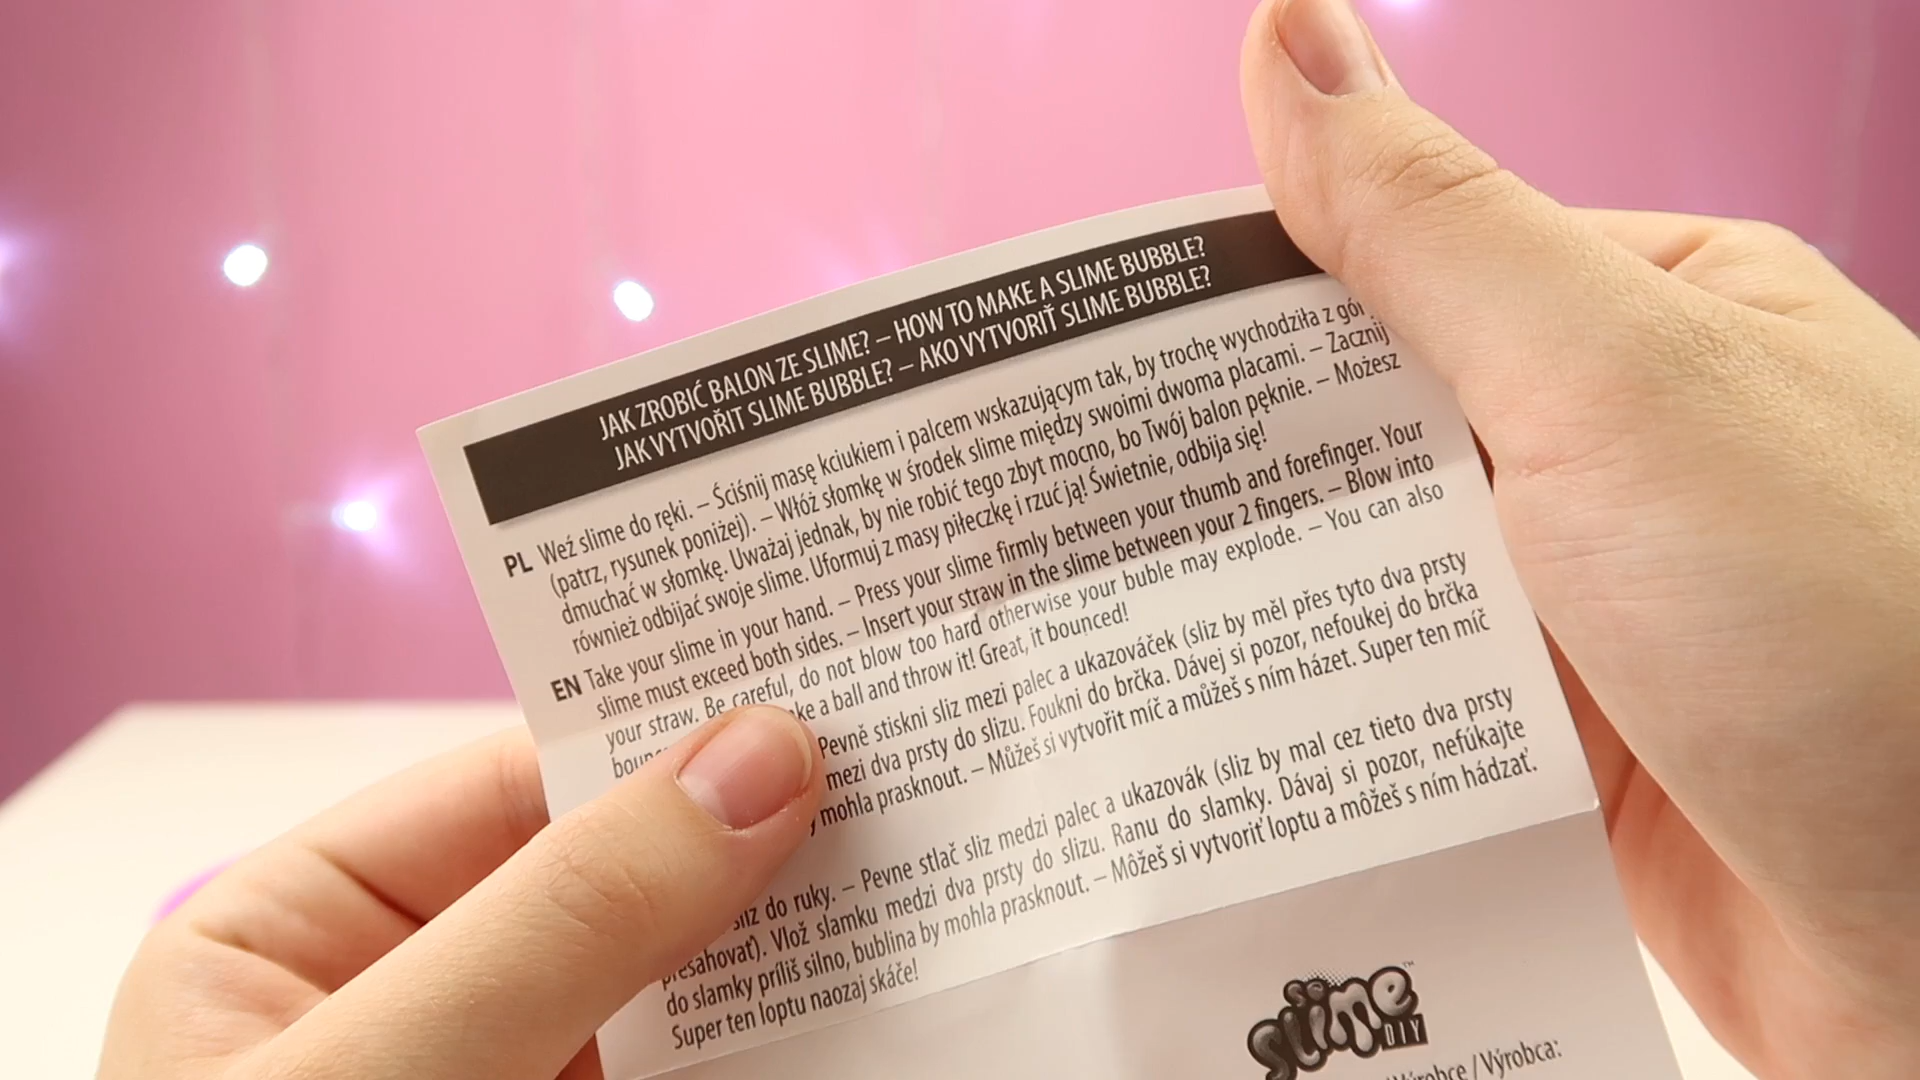 JAK ZROBIĆ BALON ZE SLIME? – HOW TO MAKE A SLIME BUBBLE?
JAK VYTVOŘIT SLIME BUBBLE? – AKO VYTVORIŤ SLIME BUBBLE?
PL Weź slime do ręki. – Ściśnij masę kciukiem i palcem wskazującym tak, by trochę wychodziła z
(patrz, rysunek poniżej). – Włóż słomkę w środek slime między swoimi dwoma placami. – Zacznij
dmuchać w słomkę. Uważaj jednak, by nie robić tego zbyt mocno, bo Twój balon pęknie. – Możesz
również odbijać swoje slime. Uformuj z masy piłeczkę i rzuć ją! Świetnie, odbija się!
EN Take your slime in your hand. – Press your slime firmly between your thumb and forefinger. Your
slime must exceed both sides. – Insert your straw in the slime between your 2 fingers. – Blow into
your straw. Be careful, do not blow too hard otherwise your buble may explode. – You can also
a ball and throw it! Great, it bounced!
Pevně stiskni sliz mezi palec a ukazováček (sliz by měl přes tyto dva prsty
mezi dva prsty do slizu. Foukni do brčka. Dávej si pozor, nefoukej do brčka
mohla prasknout. – Můžeš si vytvořit míč a můžeš s ním házet. Super ten míč
sliz do ruky. – Pevne stlač sliz medzi palec a ukazovák (sliz by mal cez tieto dva prsty
presahovať). Vlož slamku medzi dva prsty do slizu. Ranu do slamky. Dávaj si pozor, nefúkajte
do slamky príliš silno, bublina by mohla prasknout. – Môžeš si vytvoriť loptu a môžeš s ním hádzať.
Super ten loptu naozaj skáče!
slime™
DIY
Výrobce / Výrobca: